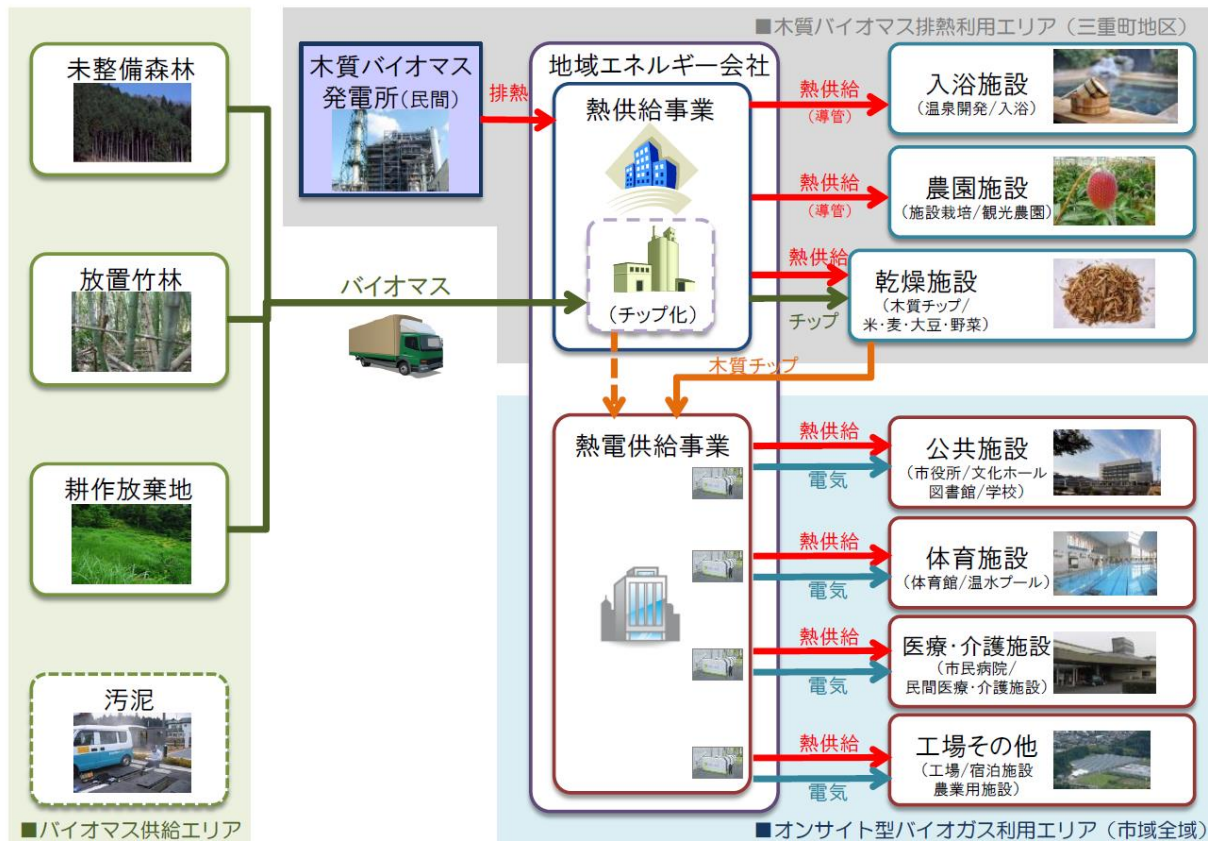 ■木質バイオマス排熱利用エリア（三重町地区）
未整備森林
放置竹林
耕作放棄地
汚泥
■バイオマス供給エリア
バイオマス
木質バイオマス
発電所(民間)
排熱
地域エネルギー会社
熱供給事業
(チップ化)
熱供給
(導管)
入浴施設
(温泉開発/入浴)
熱供給
(導管)
農園施設
(施設栽培/観光農園)
熱供給
チップ
乾燥施設
(木質チップ/
米・麦・大豆・野菜)
木質チップ
熱電供給事業
熱供給
電気
公共施設
(市役所/文化ホール
図書館/学校)
熱供給
電気
体育施設
(体育館/温水プール)
熱供給
電気
医療・介護施設
(市民病院/
民間医療・介護施設)
熱供給
電気
工場その他
(工場/宿泊施設
農業用施設)
■オンサイト型バイオガス利用エリア（市域全域）